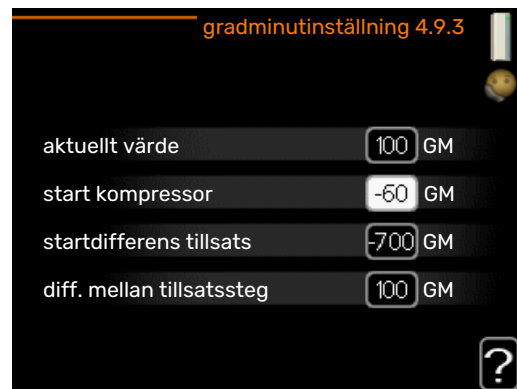 gradminutinställning 4.9.3
aktuellt värde 100 GM
start kompressor -60 GM
startdifferens tillsats -700 GM
diff. mellan tillsatssteg 100 GM
?